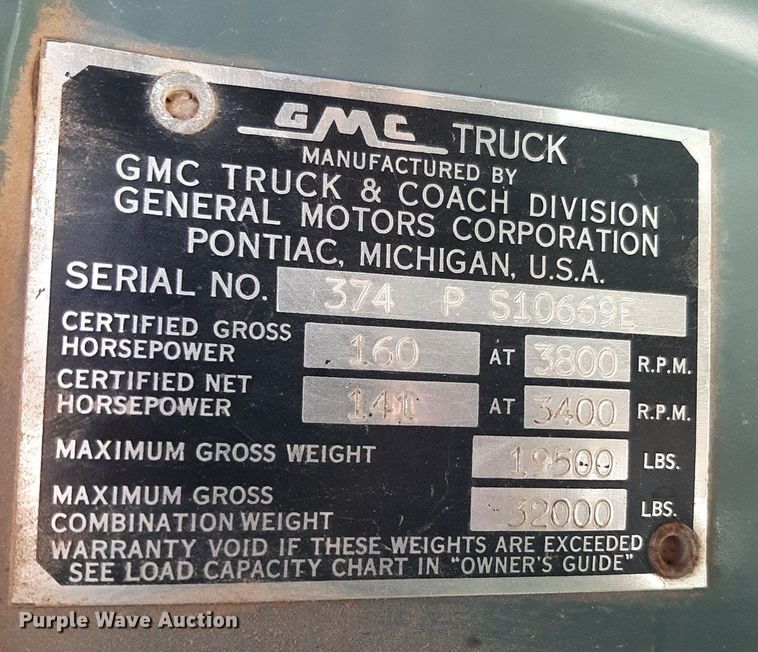 GMC TRUCK
MANUFACTURED BY
GMC TRUCK & COACH DIVISION
GENERAL MOTORS CORPORATION
PONTIAC, MICHIGAN, U.S.A.
SERIAL NO. 374 P S10669E
CERTIFIED GROSS HORSEPOWER 160 AT 3800 R.P.M.
CERTIFIED NET HORSEPOWER 141 AT 3400 R.P.M.
MAXIMUM GROSS WEIGHT 19500 LBS.
MAXIMUM GROSS COMBINATION WEIGHT 32000 LBS.
WARRANTY VOID IF THESE WEIGHTS ARE EXCEEDED
SEE LOAD CAPACITY CHART IN "OWNER'S GUIDE"
Purple Wave Auction